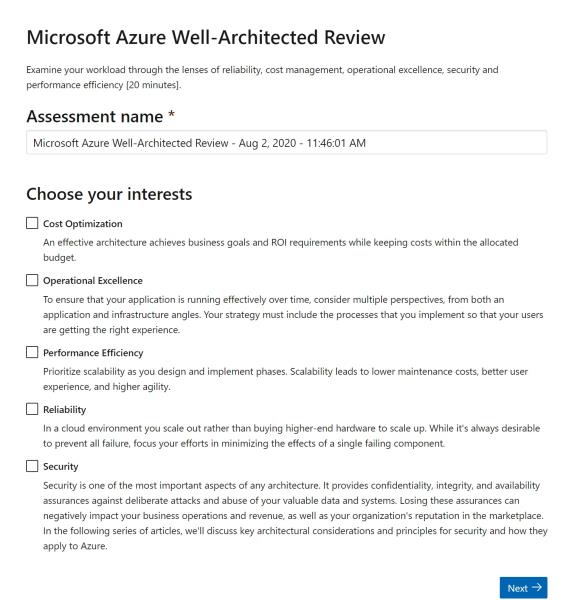 Microsoft Azure Well-Architected Review
Examine your workload through the lenses of reliability, cost management, operational excellence, security and
performance efficiency [20 minutes].
Assessment name *
Microsoft Azure Well-Architected Review - Aug 2, 2020 - 11:46:01 AM
Choose your interests
Cost Optimization
An effective architecture achieves business goals and ROI requirements while keeping costs within the allocated
budget.
Operational Excellence
To ensure that your application is running effectively over time, consider multiple perspectives, from both an
application and infrastructure angles. Your strategy must include the processes that you implement so that your users
are getting the right experience.
Performance Efficiency
Prioritize scalability as you design and implement phases. Scalability leads to lower maintenance costs, better user
experience, and higher agility.
Reliability
In a cloud environment you scale out rather than buying higher-end hardware to scale up. While it's always desirable
to prevent all failure, focus your efforts in minimizing the effects of a single failing component.
Security
Security is one of the most important aspects of any architecture. It provides confidentiality, integrity, and availability
assurances against deliberate attacks and abuse of your valuable data and systems. Losing these assurances can
negatively impact your business operations and revenue, as well as your organization's reputation in the marketplace.
In the following series of articles, we'll discuss key architectural considerations and principles for security and how they
apply to Azure.
Next →